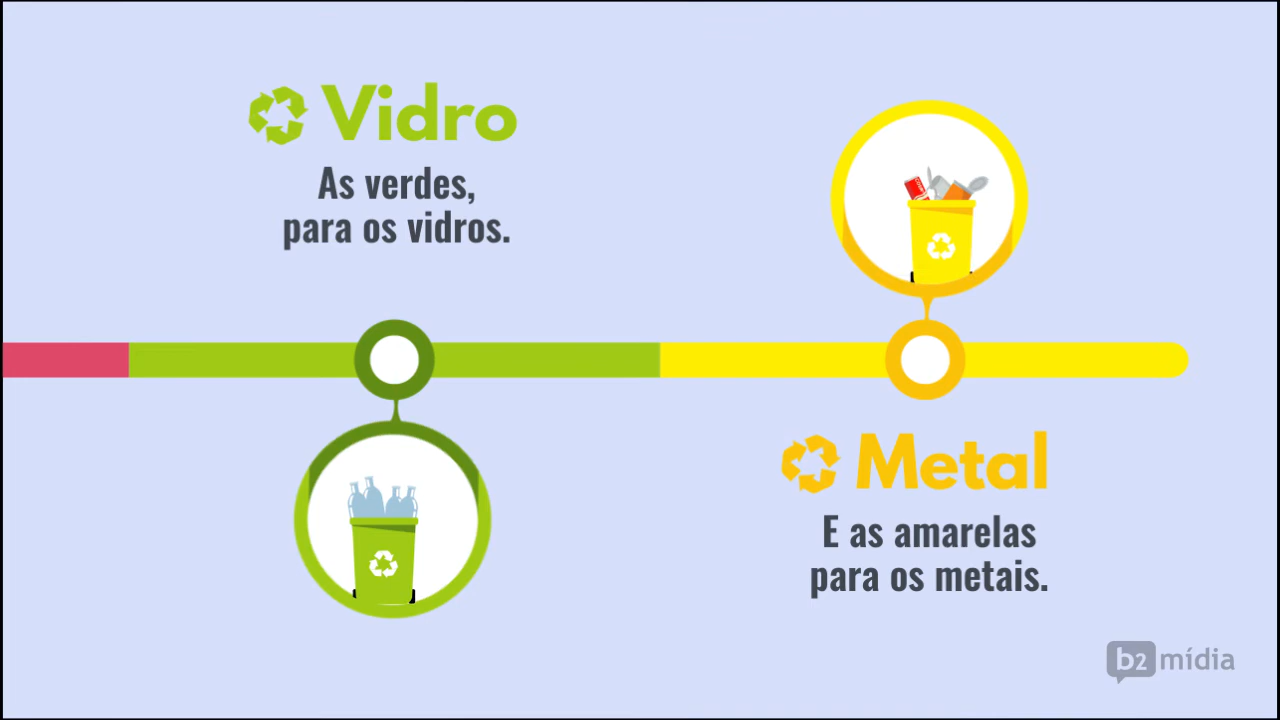 Vidro
As verdes,
para os vidros.
Metal
E as amarelas
para os metais.
b2 mídia